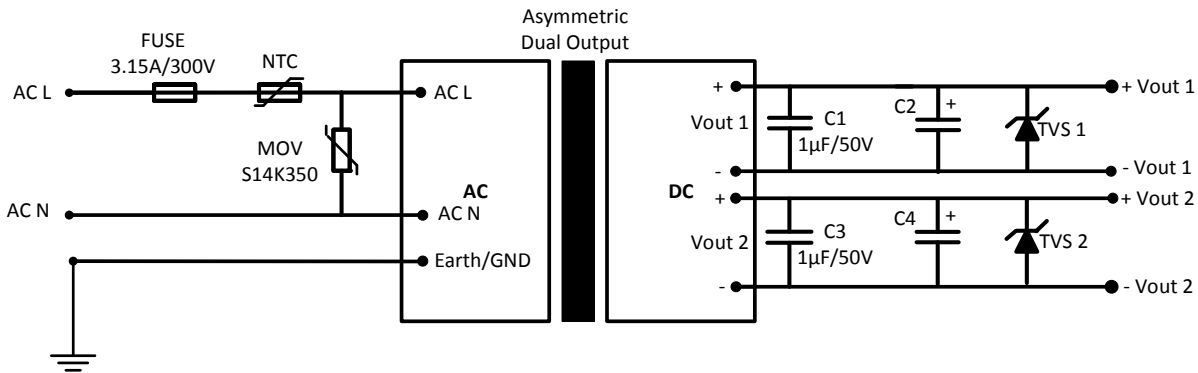 Asymmetric
Dual Output
FUSE
3.15A/300V
NTC
AC L
AC L
MOV
S14K350
AC N
AC
AC N
Earth/GND
DC
+
Vout 1
-
+
Vout 2
-
C1
1µF/50V
C2
+
TVS 1
+ Vout 1
- Vout 1
+ Vout 2
C3
1µF/50V
C4
+
TVS 2
- Vout 2